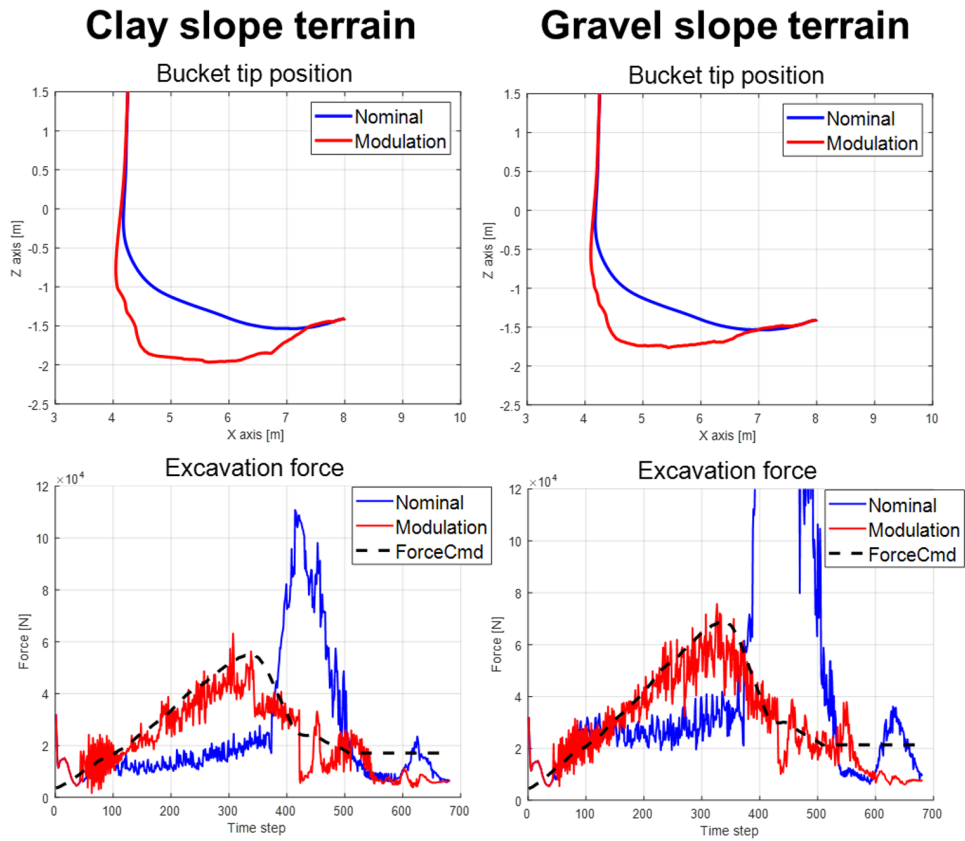 Clay slope terrain
Gravel slope terrain
Bucket tip position
Nominal
Modulation
1.5
1
0.5
0
-0.5
-1
-1.5
-2
-2.5
Z axis [m]
3 4 5 6 7 8 9 10
X axis [m]
Bucket tip position
Nominal
Modulation
1.5
1
0.5
0
-0.5
-1
-1.5
-2
-2.5
Z axis [m]
3 4 5 6 7 8 9 10
X axis [m]
Excavation force
×10⁴
Nominal
Modulation
ForceCmd
12
10
8
6
4
2
0
Force [N]
0 100 200 300 400 500 600 700
Time step
Excavation force
×10⁴
Nominal
Modulation
ForceCmd
12
10
8
6
4
2
0
Force [N]
0 100 200 300 400 500 600 700
Time step